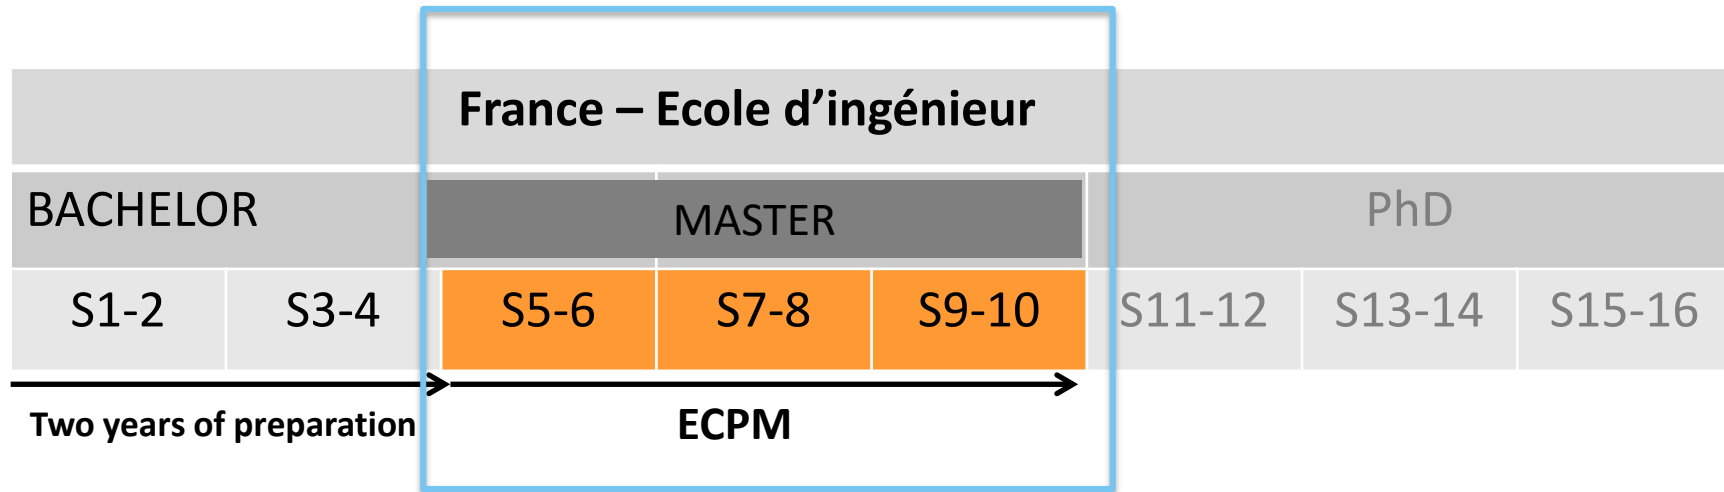 France – Ecole d'ingénieur
BACHELOR MASTER PhD
S1-2 S3-4 S5-6 S7-8 S9-10 S11-12 S13-14 S15-16
Two years of preparation ECPM